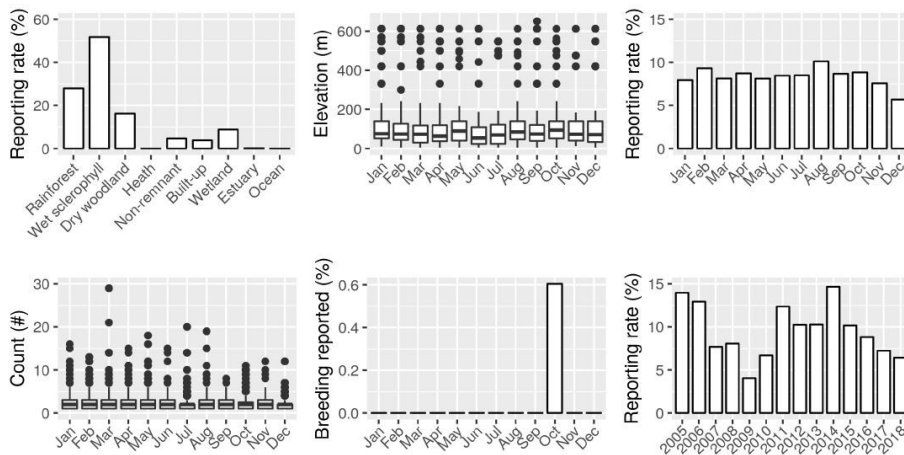 Reporting rate (%)
60
40
20
0
Rainforest
Wet sclerophyll
Dry woodland
Heath
Non-remnant
Built-up
Wetland
Estuary
Ocean
Elevation (m)
600
400
200
0
Jan
Feb
Mar
Apr
May
Jun
Jul
Aug
Sep
Oct
Nov
Dec
Reporting rate (%)
15
10
5
0
Jan
Feb
Mar
Apr
May
Jun
Jul
Aug
Sep
Oct
Nov
Dec
Count (#)
30
20
10
0
Jan
Feb
Mar
Apr
May
Jun
Jul
Aug
Sep
Oct
Nov
Dec
Breeding reported (%)
0.6
0.4
0.2
0.0
Jan
Feb
Mar
Apr
May
Jun
Jul
Aug
Sep
Oct
Nov
Dec
Reporting rate (%)
15
10
5
0
2005
2006
2007
2008
2009
2010
2011
2012
2013
2014
2015
2016
2017
2018